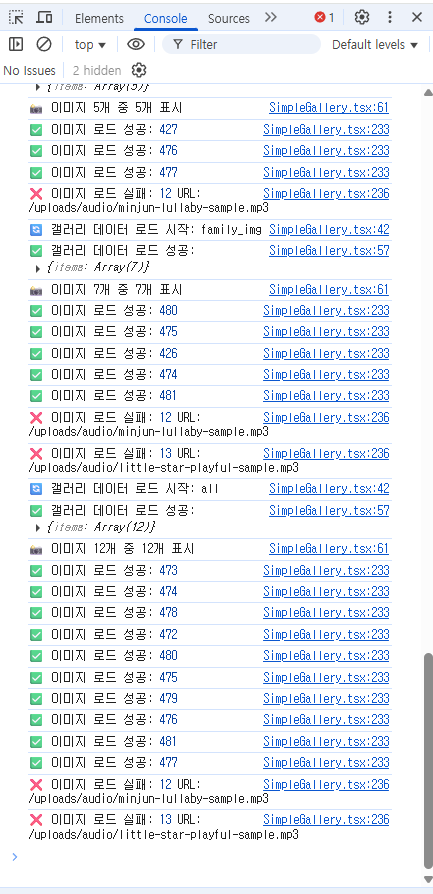 Elements Console Sources 1
top Filter Default levels
No Issues 2 hidden
{items: Array(5)}
이미지 5개 중 5개 표시 SimpleGallery.tsx:61
이미지 로드 성공: 427 SimpleGallery.tsx:233
이미지 로드 성공: 476 SimpleGallery.tsx:233
이미지 로드 성공: 477 SimpleGallery.tsx:233
이미지 로드 실패: 12 URL: SimpleGallery.tsx:236
/uploads/audio/minjun-lullaby-sample.mp3
갤러리 데이터 로드 시작: family_img SimpleGallery.tsx:42
갤러리 데이터 로드 성공: SimpleGallery.tsx:57
{items: Array(7)}
이미지 7개 중 7개 표시 SimpleGallery.tsx:61
이미지 로드 성공: 480 SimpleGallery.tsx:233
이미지 로드 성공: 475 SimpleGallery.tsx:233
이미지 로드 성공: 426 SimpleGallery.tsx:233
이미지 로드 성공: 474 SimpleGallery.tsx:233
이미지 로드 성공: 481 SimpleGallery.tsx:233
이미지 로드 실패: 12 URL: SimpleGallery.tsx:236
/uploads/audio/minjun-lullaby-sample.mp3
이미지 로드 실패: 13 URL: SimpleGallery.tsx:236
/uploads/audio/little-star-playful-sample.mp3
갤러리 데이터 로드 시작: all SimpleGallery.tsx:42
갤러리 데이터 로드 성공: SimpleGallery.tsx:57
{items: Array(12)}
이미지 12개 중 12개 표시 SimpleGallery.tsx:61
이미지 로드 성공: 473 SimpleGallery.tsx:233
이미지 로드 성공: 474 SimpleGallery.tsx:233
이미지 로드 성공: 478 SimpleGallery.tsx:233
이미지 로드 성공: 472 SimpleGallery.tsx:233
이미지 로드 성공: 480 SimpleGallery.tsx:233
이미지 로드 성공: 475 SimpleGallery.tsx:233
이미지 로드 성공: 479 SimpleGallery.tsx:233
이미지 로드 성공: 476 SimpleGallery.tsx:233
이미지 로드 성공: 481 SimpleGallery.tsx:233
이미지 로드 성공: 477 SimpleGallery.tsx:233
이미지 로드 실패: 12 URL: SimpleGallery.tsx:236
/uploads/audio/minjun-lullaby-sample.mp3
이미지 로드 실패: 13 URL: SimpleGallery.tsx:236
/uploads/audio/little-star-playful-sample.mp3